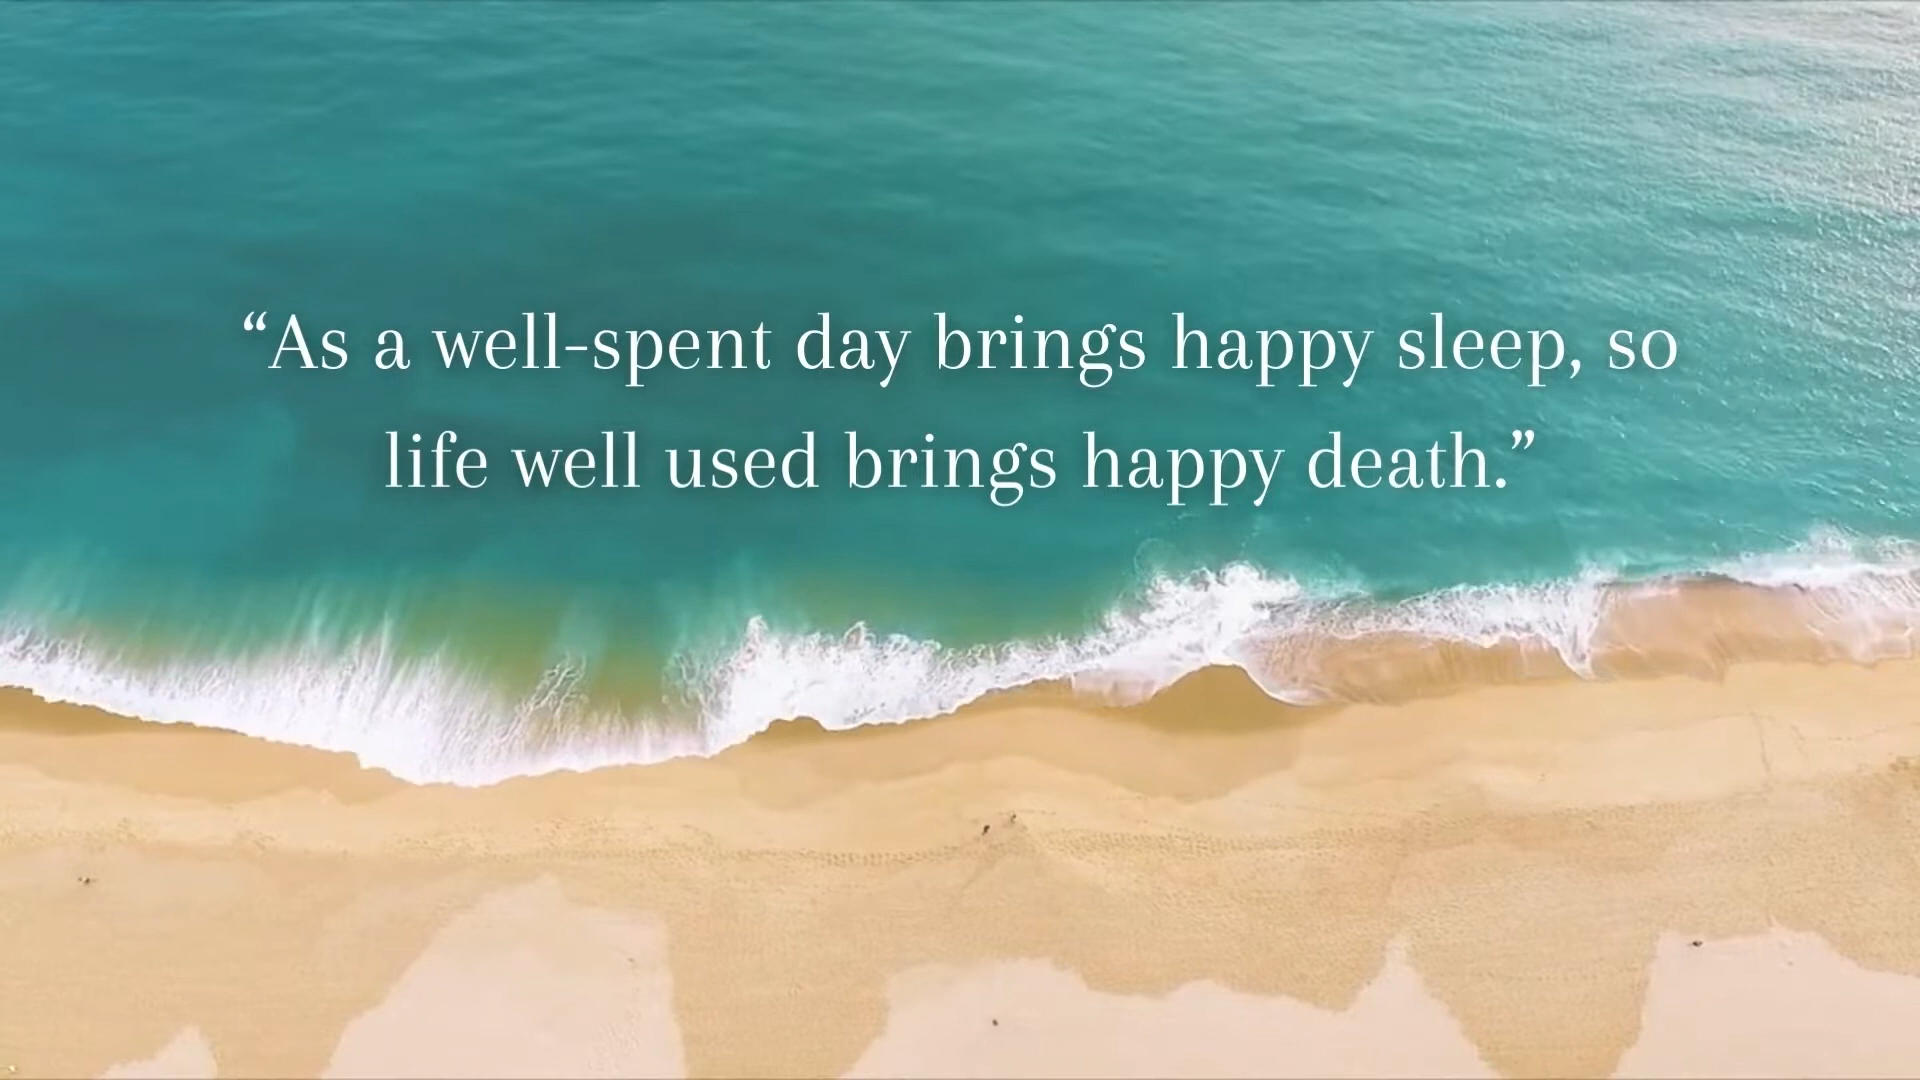 “As a well-spent day brings happy sleep, so
life well used brings happy death.”